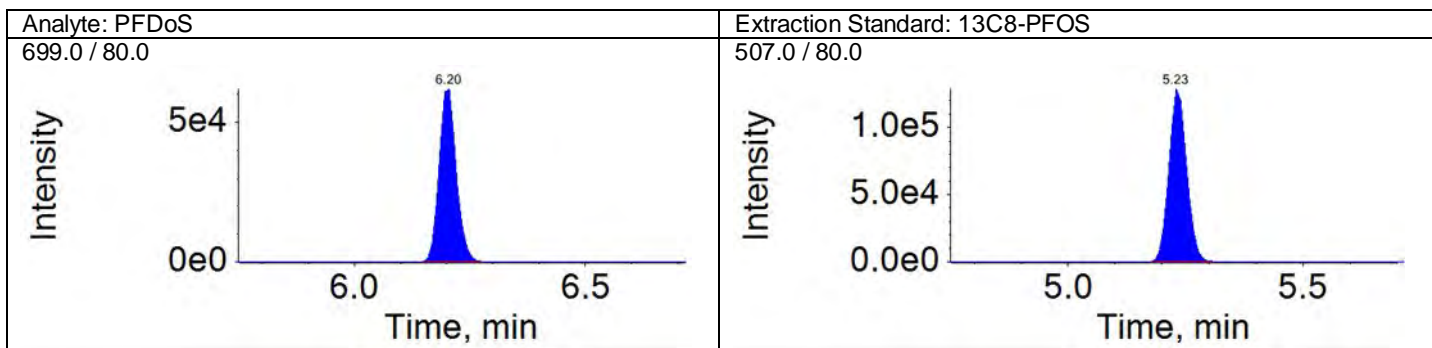 Analyte: PFDoS
699.0 / 80.0
6.20
5e4
0e0
Intensity
6.0 6.5
Time, min
Extraction Standard: 13C8-PFOS
507.0 / 80.0
5.23
1.0e5
5.0e4
0.0e0
Intensity
5.0 5.5
Time, min